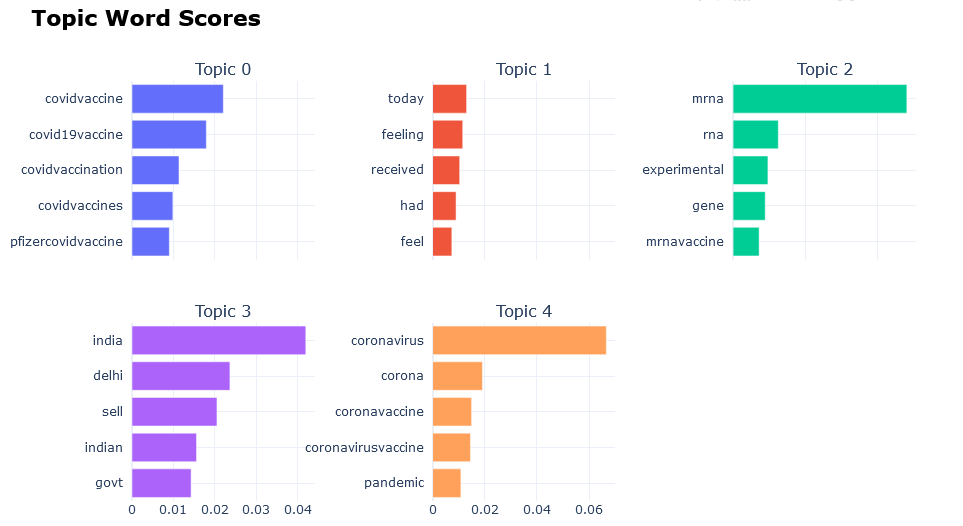 Topic Word Scores
Topic 0
covidvaccine
covid19vaccine
covidvaccination
covidvaccines
pfizercovidvaccine
Topic 1
today
feeling
received
had
feel
Topic 2
mrna
rna
experimental
gene
mrnavaccine
Topic 3
india
delhi
sell
indian
govt
0 0.01 0.02 0.03 0.04
Topic 4
coronavirus
corona
coronavaccine
coronavirusvaccine
pandemic
0 0.02 0.04 0.06